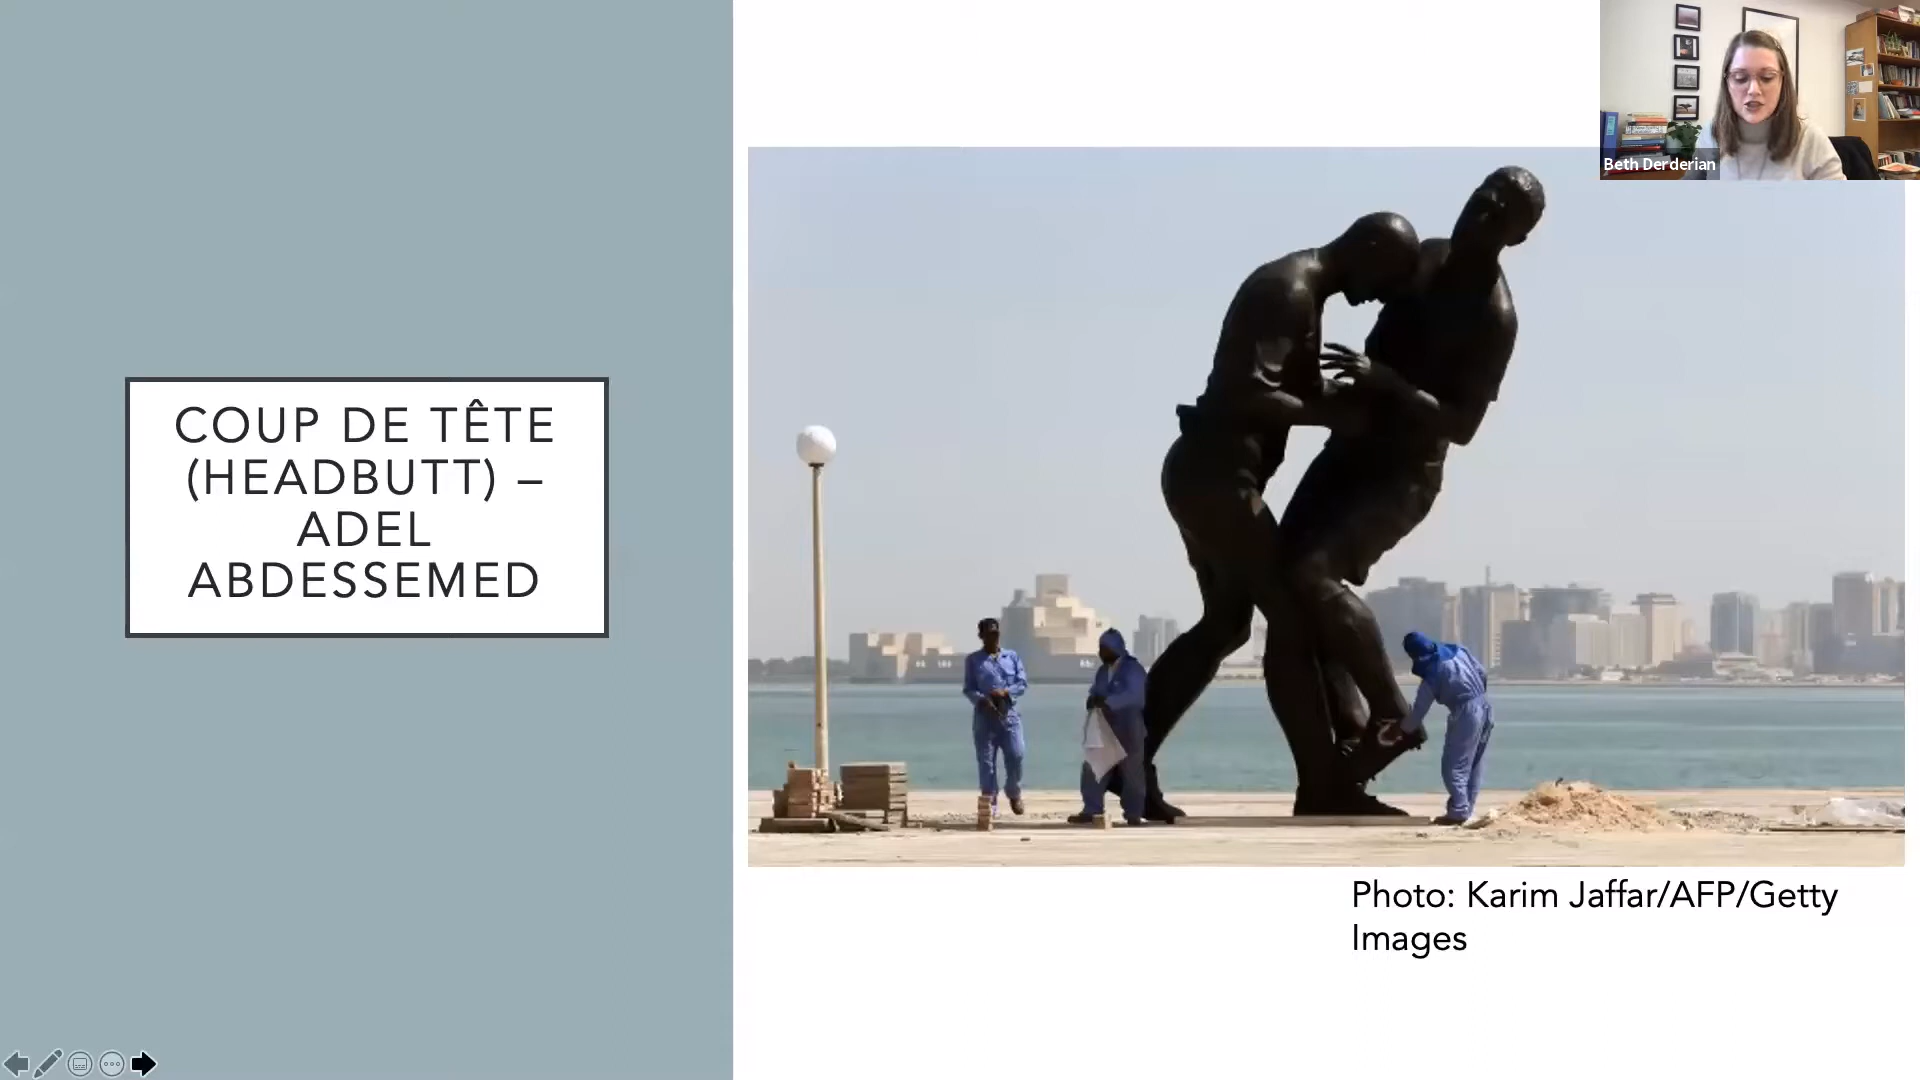 COUP DE TÊTE
(HEADBUTT) –
ADEL
ABDESSEMED
Beth Derderian
Photo: Karim Jaffar/AFP/Getty
Images